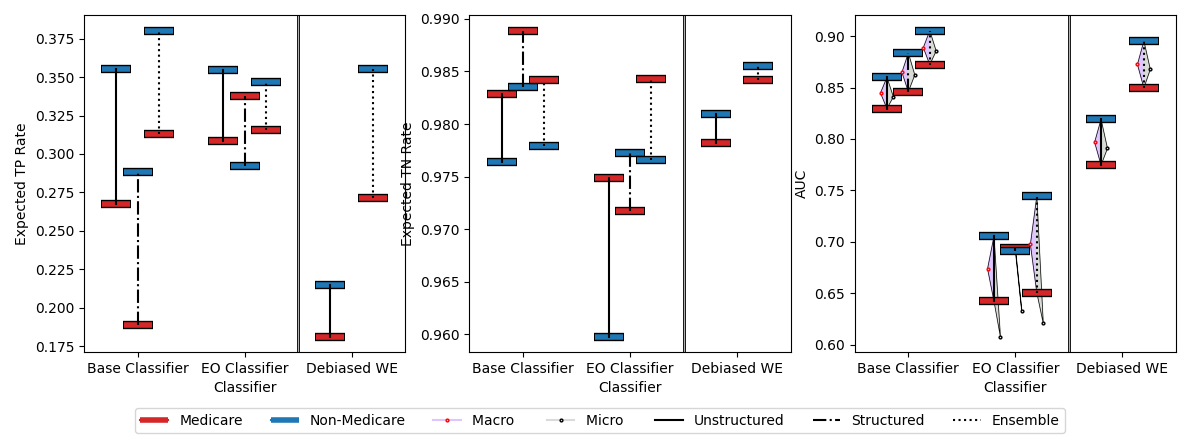 Expected TP Rate
0.375
0.350
0.325
0.300
0.275
0.250
0.225
0.200
0.175
Base Classifier
EO Classifier
Debiased WE
Classifier
Expected TN Rate
0.990
0.985
0.980
0.975
0.970
0.965
0.960
Base Classifier
EO Classifier
Debiased WE
Classifier
AUC
0.90
0.85
0.80
0.75
0.70
0.65
0.60
Base Classifier
EO Classifier
Debiased WE
Classifier
Medicare Non-Medicare Macro Micro Unstructured Structured Ensemble